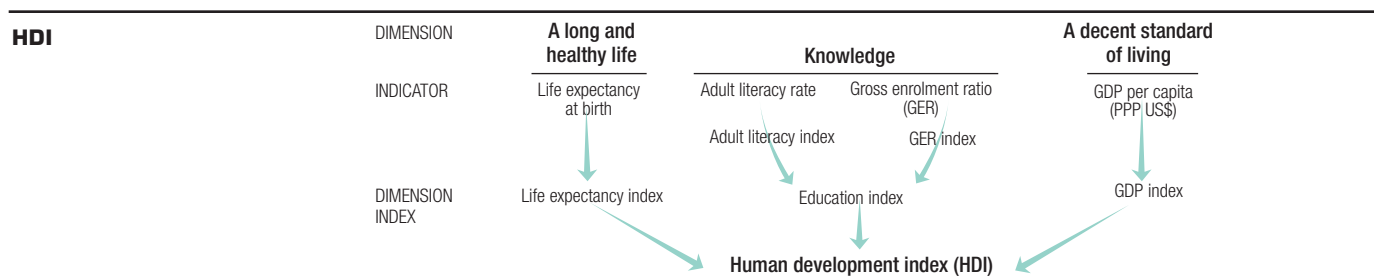 HDI
DIMENSION
A long and
healthy life
Knowledge
A decent standard
of living
INDICATOR
Life expectancy
at birth
Adult literacy rate
Gross enrolment ratio
(GER)
GDP per capita
(PPP US$)
Adult literacy index
GER index
DIMENSION
INDEX
Life expectancy index
Education index
GDP index
Human development index (HDI)